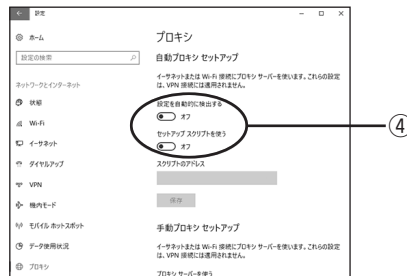 設定
ホーム
設定の検索
ネットワークとインターネット
状態
Wi-Fi
イーサネット
ダイヤルアップ
VPN
機内モード
モバイル ホットスポット
データ使用状況
プロキシ
プロキシ
自動プロキシ セットアップ
イーサネットまたは Wi-Fi 接続にプロキシ サーバーを使います。これらの設定
は、VPN 接続には適用されません。
設定を自動的に検出する
オフ
セットアップ スクリプトを使う
オフ
スクリプトのアドレス
保存
手動プロキシ セットアップ
イーサネットまたは Wi-Fi 接続にプロキシ サーバーを使います。これらの設定
は、VPN 接続には適用されません。
プロキシ サーバーを使う
④